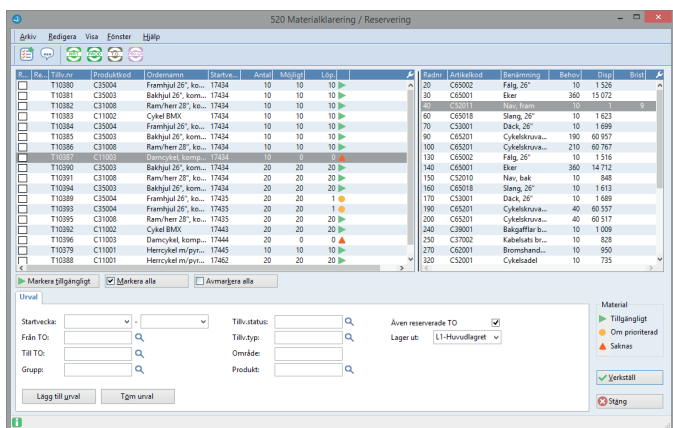 520 Materialklarering / Reservering
Arkiv Redigera Visa Fönster Hjälp
R... Re... Tillv.nr Produktkod Ordernamn Startve... Antal Möjligt Löp.
T10380 C35004 Framhjul 26", ko... 17434 10 10 10
T10381 C35003 Bakhjul 26", kom... 17434 10 10 10
T10382 C31008 Ram/herr 28", ko... 17434 10 10 10
T10383 C11002 Cykel BMX 17434 10 10 10
T10384 C35004 Framhjul 26", ko... 17434 10 10 10
T10385 C35003 Bakhjul 26", kom... 17434 10 10 10
T10386 C31008 Ram/herr 28", ko... 17434 10 10 10
T10387 C11003 Damcykel, komp... 17434 10 0 0
T10390 C35003 Bakhjul 26", kom... 17434 20 20 20
T10391 C31008 Ram/herr 28", ko... 17434 20 20 20
T10394 C35003 Bakhjul 26", kom... 17434 20 20 20
T10389 C35004 Framhjul 26", ko... 17435 20 20 1
T10393 C35004 Framhjul 26", ko... 17435 20 20 1
T10395 C31008 Ram/herr 28", ko... 17435 20 20 20
T10392 C11002 Cykel BMX 17443 20 20 20
T10396 C11003 Damcykel, komp... 17444 20 0 0
T10379 C11001 Herrcykel m/pyr... 17445 10 10 10
T10388 C11001 Herrcykel m/pyr... 17462 20 20 20
Radnr Artikelkod Benämning Behov Disp Brist
20 C65002 Fälg, 26" 10 1 526
30 C65001 Eker 360 15 072
40 C52011 Nav, fram 10 1 9
60 C65018 Slang, 26" 10 1 623
70 C53001 Däck, 26" 10 1 699
90 C65201 Cykelskruva... 190 60 957
100 C65201 Cykelskruva... 210 60 767
130 C65002 Fälg, 26" 10 1 516
140 C65001 Eker 360 14 712
150 C52010 Nav, bak 10 848
160 C65018 Slang, 26" 10 1 613
170 C53001 Däck, 26" 10 1 689
190 C65201 Cykelskruva... 40 60 557
200 C65201 Cykelskruva... 40 60 517
240 C39001 Bakgafflar b... 10 1 009
250 C37002 Kabelsats br... 10 828
270 C62001 Bromshand... 10 950
320 C52001 Cykelsadel 10 735
Markera tillgängligt Markera alla Avmarkera alla
Urval
Startvecka: - Tillv.status: Även reserverade TO
Från TO: Tillv.typ: Lager ut: L1-Huvudlagret
Till TO: Område:
Grupp: Produkt:
Lägg till urval Töm urval
Material
Tillgängligt
Om prioriterad
Saknas
Verkställ
Stäng